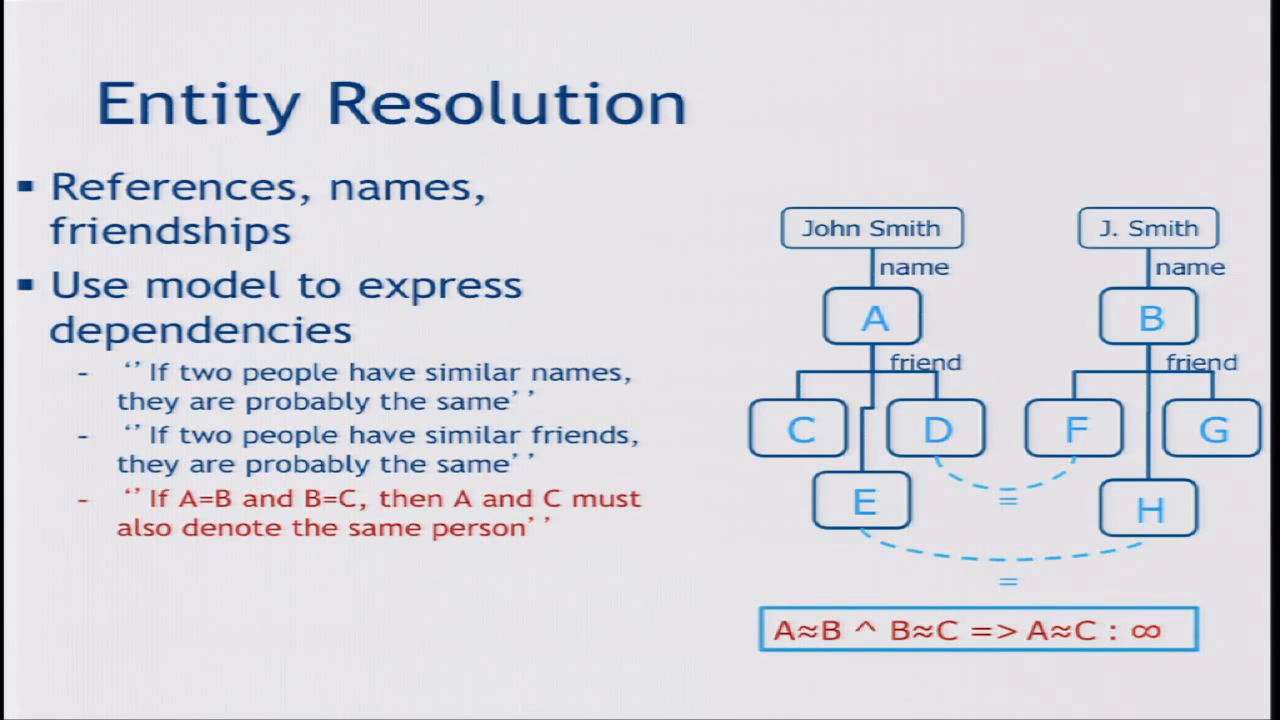 Entity Resolution
▪ References, names,
friendships
▪ Use model to express
dependencies
- ‘’If two people have similar names,
they are probably the same’’
- ‘’If two people have similar friends,
they are probably the same’’
- ‘’If A=B and B=C, then A and C must
also denote the same person’’
John Smith
J. Smith
name
name
A
B
friend
friend
C
D
F
G
=
E
H
=
A≈B ^ B≈C => A≈C : ∞